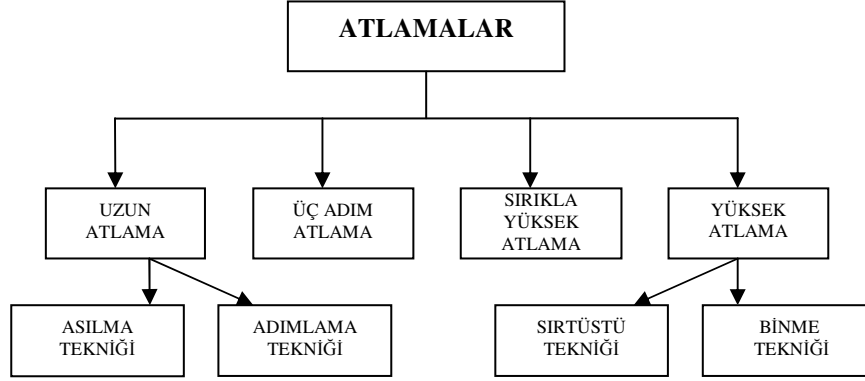 ATLAMALAR
UZUN
ATLAMA
ÜÇ ADIM
ATLAMA
SIRIKLA
YÜKSEK
ATLAMA
YÜKSEK
ATLAMA
ASILMA
TEKNİĞİ
ADIMLAMA
TEKNİĞİ
SIRTÜSTÜ
TEKNİĞİ
BİNME
TEKNİĞİ